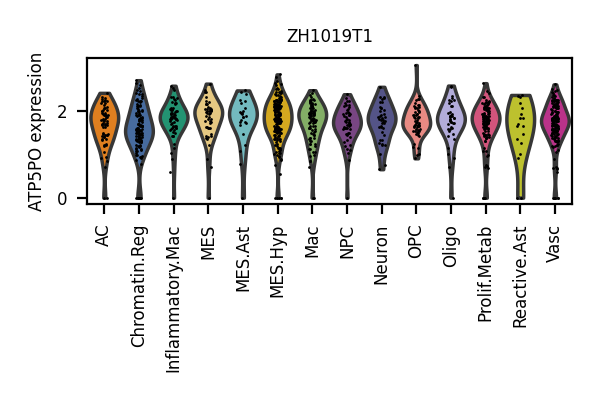 ZH1019T1
ATP5PO expression
2
0
AC
Chromatin.Reg
Inflammatory.Mac
MES
MES.Ast
MES.Hyp
Mac
NPC
Neuron
OPC
Oligo
Prolif.Metab
Reactive.Ast
Vasc